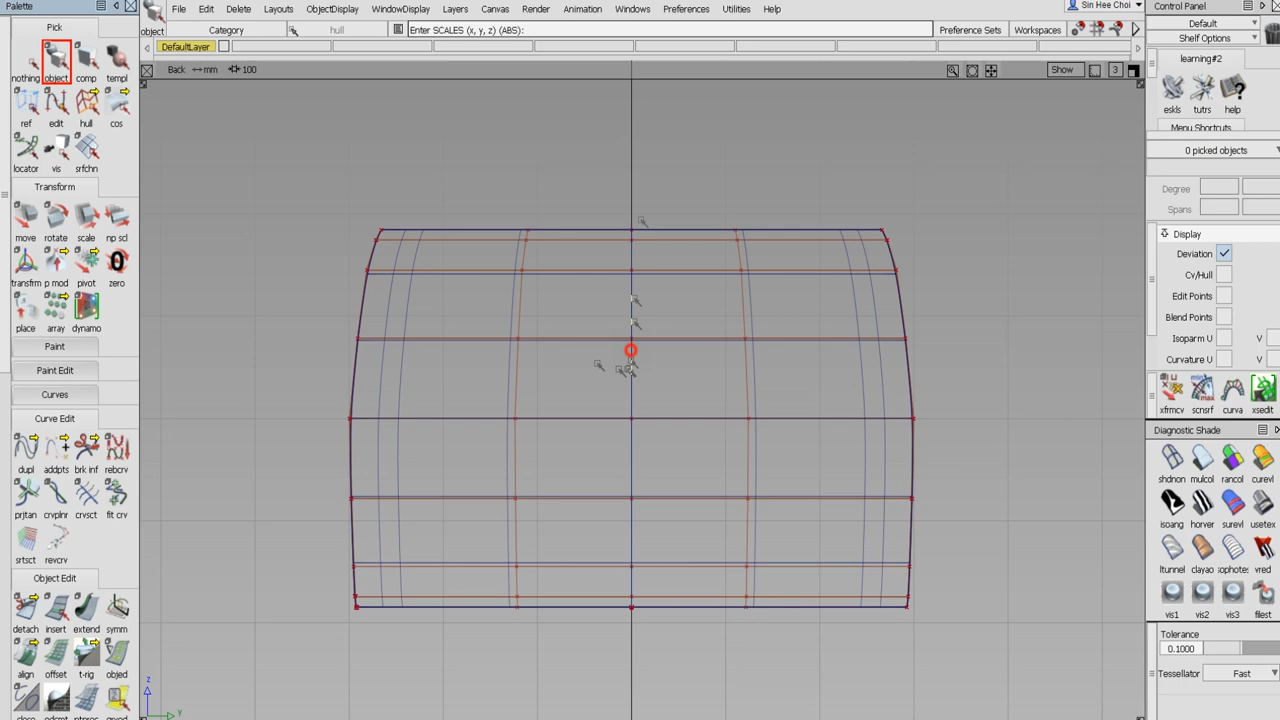 Palette
File Edit Delete Layouts ObjectDisplay WindowDisplay Layers Canvas Render Animation Windows Preferences Utilities Help
Sin Hee Choi
Control Panel
Pick
object
Category
hull
Enter SCALES (x, y, z) (ABS):
Preference Sets
Workspaces
Default
Shelf Options
DefaultLayer
learning#2
Back mm 100
Show
3
nothing object comp templ
ref edit hull cos
locator vis srfchn
eskls tutrs help
Menu Shortcuts
0 picked objects
Transform
Degree
Spans
move rotate scale np scl
Display
Deviation
Cv/Hull
Edit Points
Blend Points
Isoparm U V
Curvature U V
transfrm p mod pivot zero
0
place array dynamo
Paint
Paint Edit
Curves
Curve Edit
xfrmcv scnsrf curva xsedit
Diagnostic Shade
dupl addpts brk inf rebcrv
shdnon mulcol rancol curevl
prjtan crvplnr crvsct fit crv
isoang horver surevl usetex
srtsct revcrv
ltunnel clayao vred
Object Edit
vis1 vis2 vis3 filest
detach insert extend symm
Tolerance
0.1000
align offset t-rig objed
Tessellator Fast
z
y